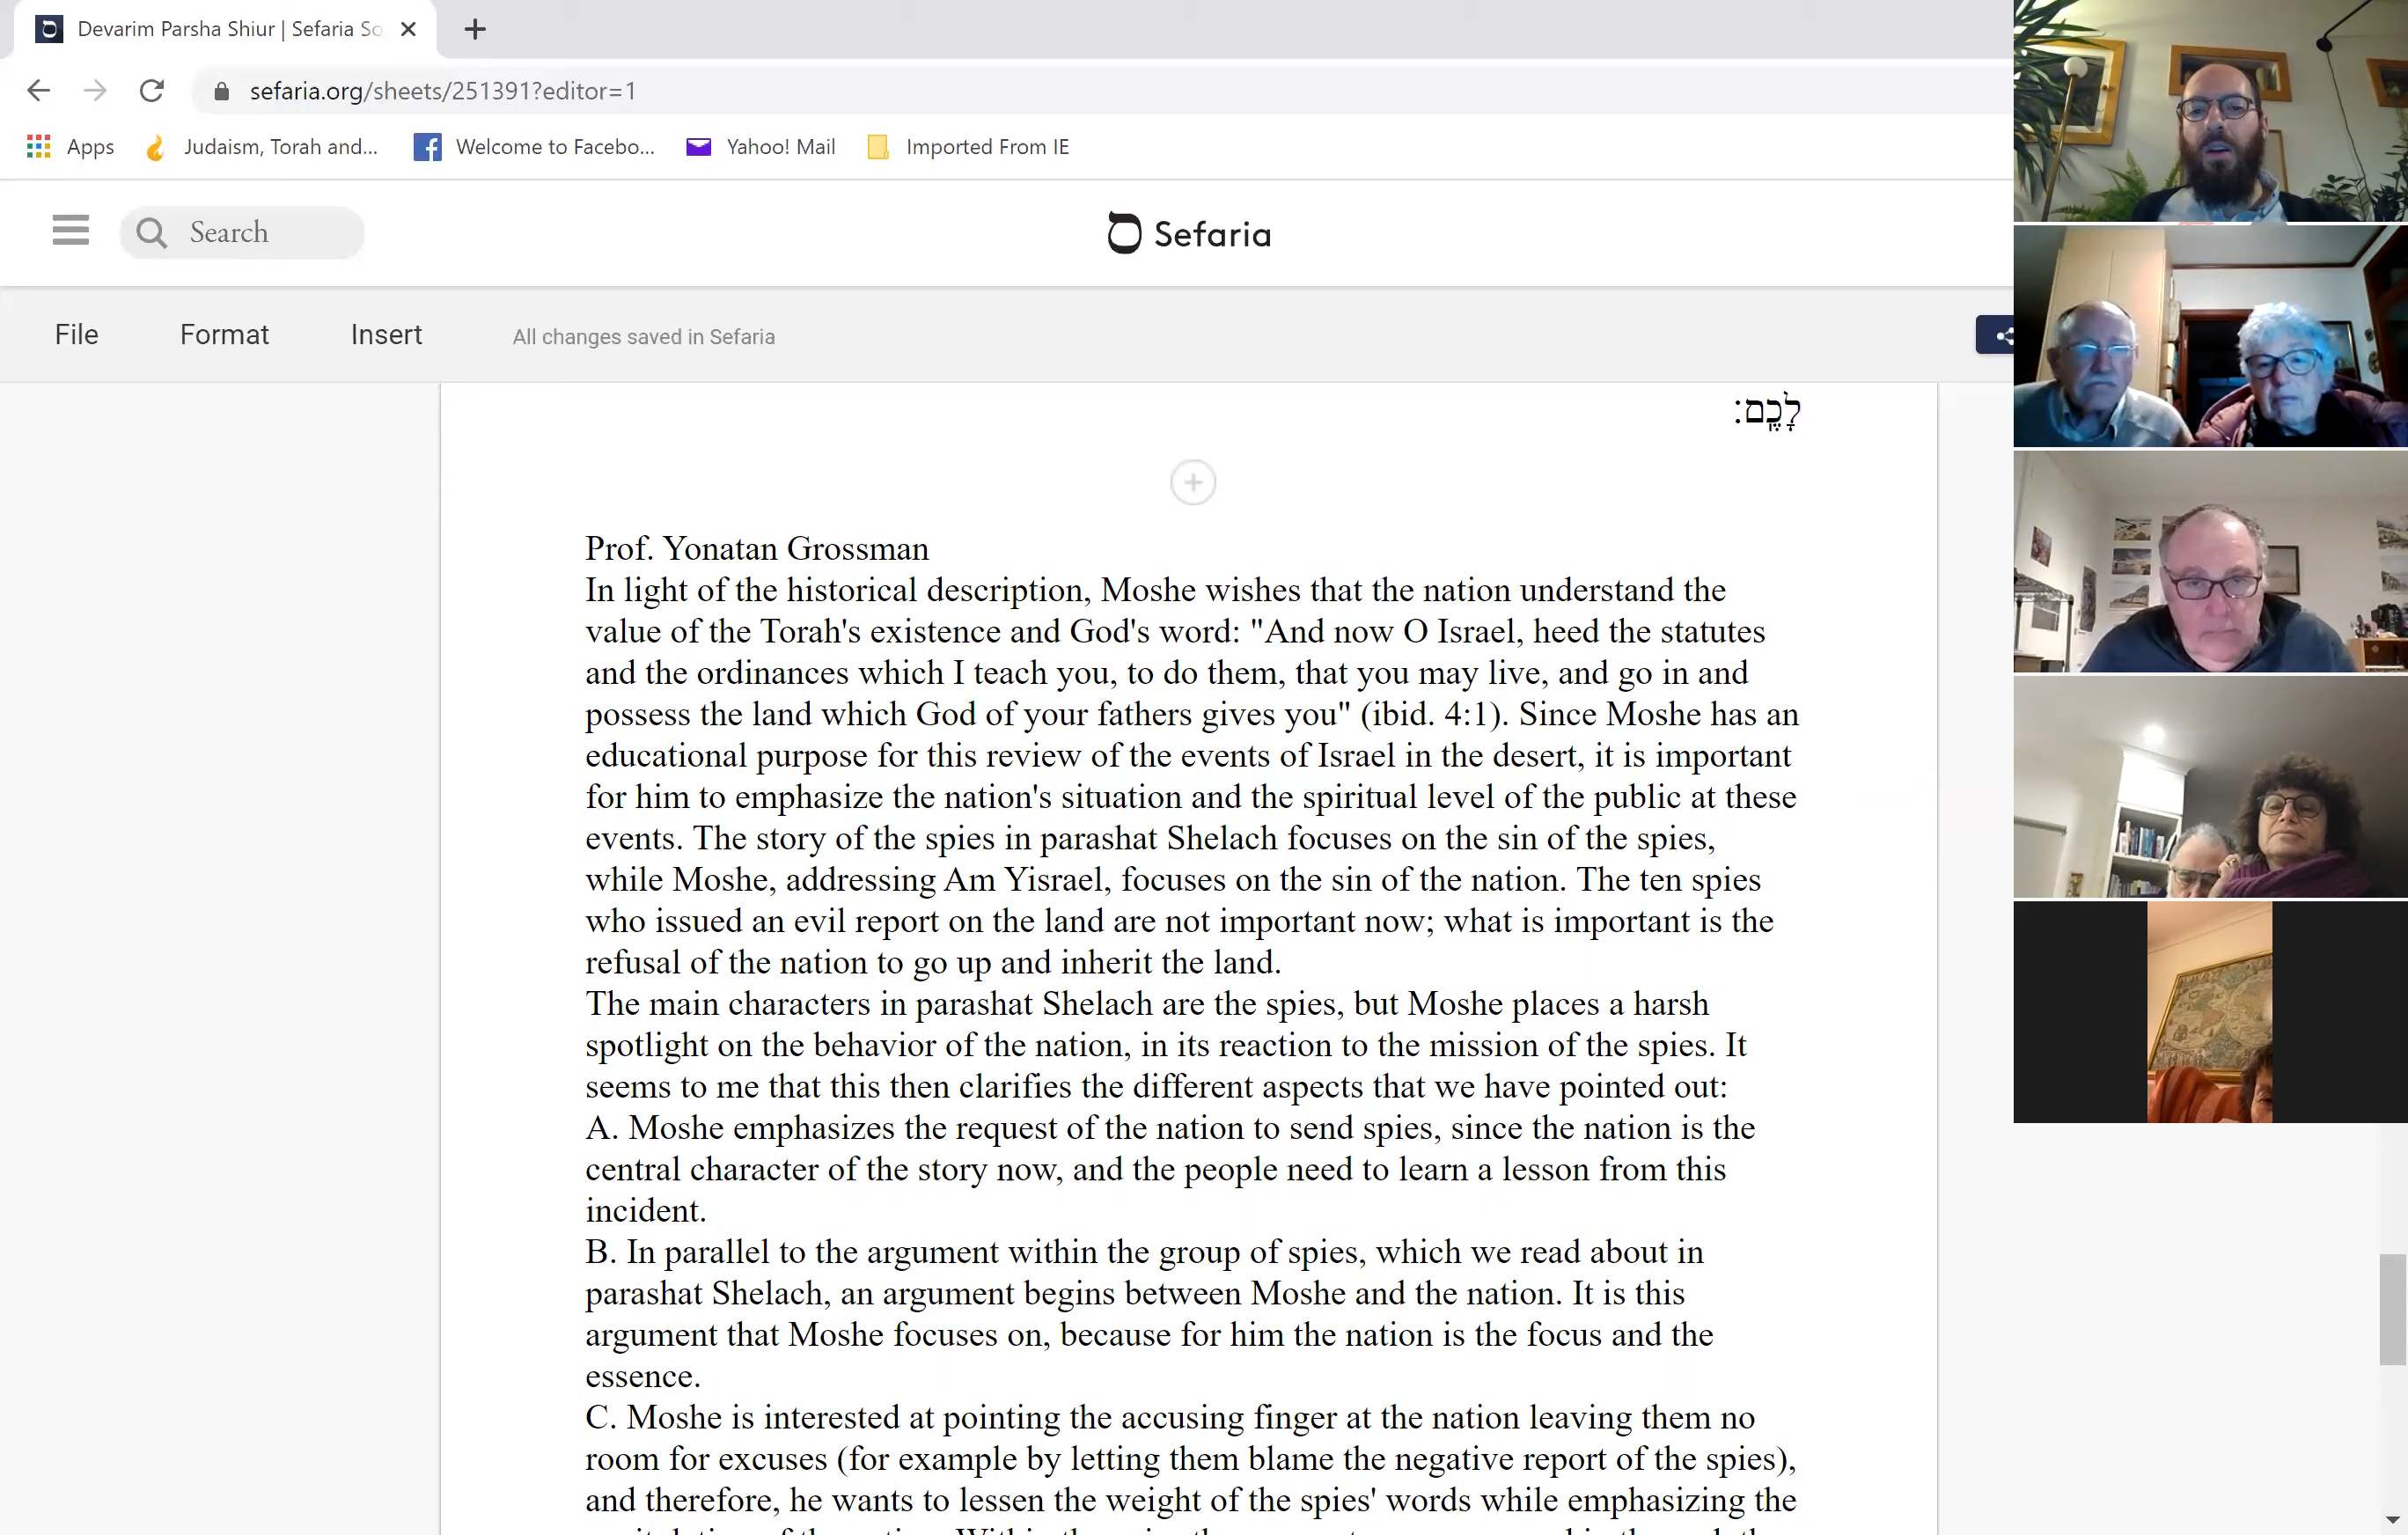 Devarim Parsha Shiur | Sefaria So
sefaria.org/sheets/251391?editor=1
Apps Judaism, Torah and... Welcome to Facebo... Yahoo! Mail Imported From IE
Search Sefaria
File Format Insert All changes saved in Sefaria
לָכֶֽם׃
Prof. Yonatan Grossman
In light of the historical description, Moshe wishes that the nation understand the
value of the Torah's existence and God's word: "And now O Israel, heed the statutes
and the ordinances which I teach you, to do them, that you may live, and go in and
possess the land which God of your fathers gives you" (ibid. 4:1). Since Moshe has an
educational purpose for this review of the events of Israel in the desert, it is important
for him to emphasize the nation's situation and the spiritual level of the public at these
events. The story of the spies in parashat Shelach focuses on the sin of the spies,
while Moshe, addressing Am Yisrael, focuses on the sin of the nation. The ten spies
who issued an evil report on the land are not important now; what is important is the
refusal of the nation to go up and inherit the land.
The main characters in parashat Shelach are the spies, but Moshe places a harsh
spotlight on the behavior of the nation, in its reaction to the mission of the spies. It
seems to me that this then clarifies the different aspects that we have pointed out:
A. Moshe emphasizes the request of the nation to send spies, since the nation is the
central character of the story now, and the people need to learn a lesson from this
incident.
B. In parallel to the argument within the group of spies, which we read about in
parashat Shelach, an argument begins between Moshe and the nation. It is this
argument that Moshe focuses on, because for him the nation is the focus and the
essence.
C. Moshe is interested at pointing the accusing finger at the nation leaving them no
room for excuses (for example by letting them blame the negative report of the spies),
and therefore, he wants to lessen the weight of the spies' words while emphasizing the